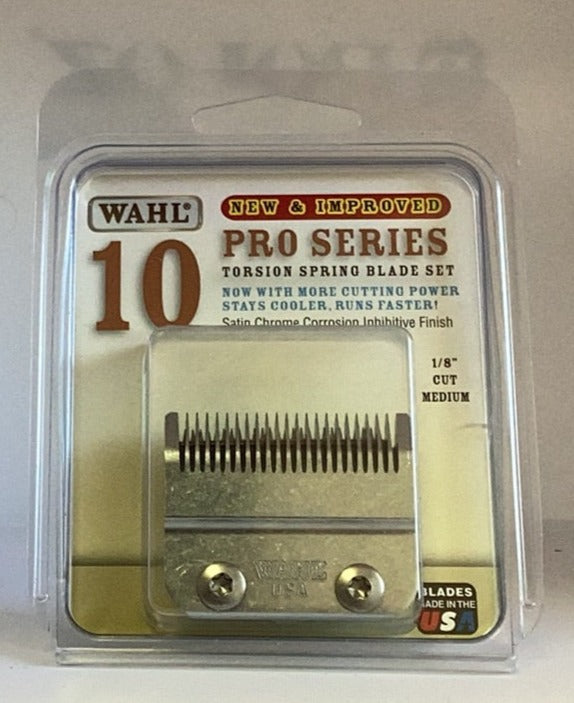 WAHL®
NEW & IMPROVED
10
PRO SERIES
TORSION SPRING BLADE SET
NOW WITH MORE CUTTING POWER
STAYS COOLER, RUNS FASTER!
Satin Chrome Corrosion Inhibitive Finish
1/8"
CUT
MEDIUM
WAHL
USA
BLADES
MADE IN THE
USA